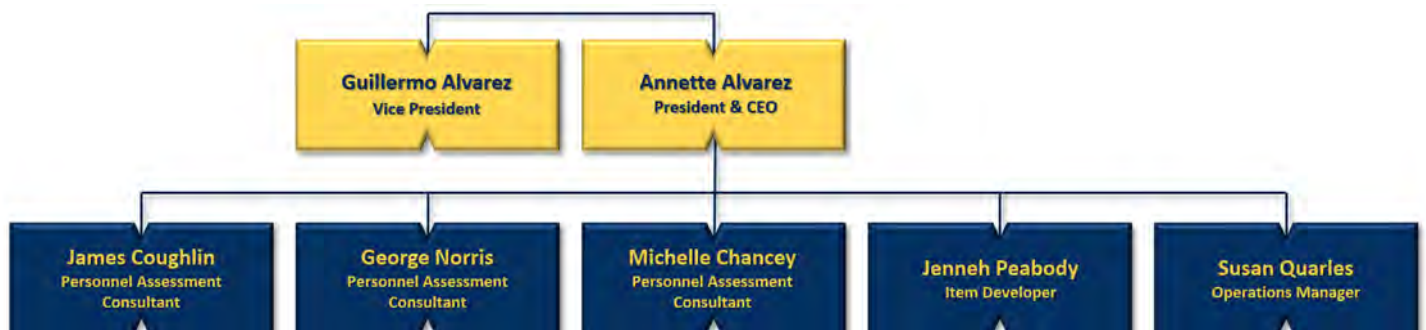 Guillermo Alvarez
Vice President
Annette Alvarez
President & CEO
James Coughlin
Personnel Assessment
Consultant
George Norris
Personnel Assessment
Consultant
Michelle Chancey
Personnel Assessment
Consultant
Jenneh Peabody
Item Developer
Susan Quarles
Operations Manager